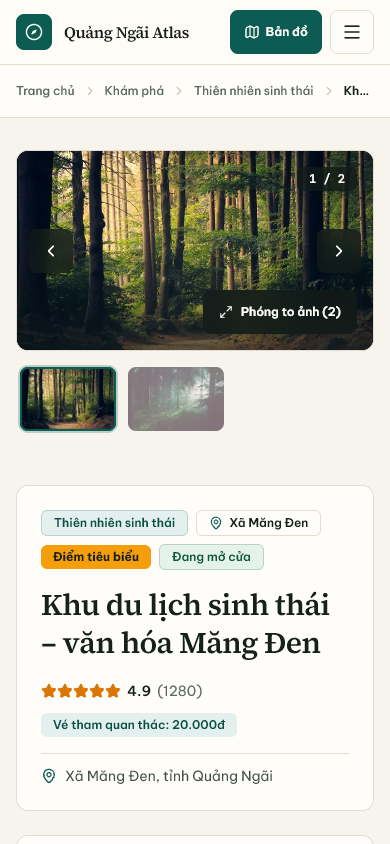 Quảng Ngãi Atlas
Bản đồ
Trang chủ
Khám phá
Thiên nhiên sinh thái
Kh...
1 / 2
Phóng to ảnh (2)
Thiên nhiên sinh thái
Xã Măng Đen
Điểm tiêu biểu
Đang mở cửa
Khu du lịch sinh thái
– văn hóa Măng Đen
4.9 (1280)
Vé tham quan thác: 20.000đ
Xã Măng Đen, tỉnh Quảng Ngãi